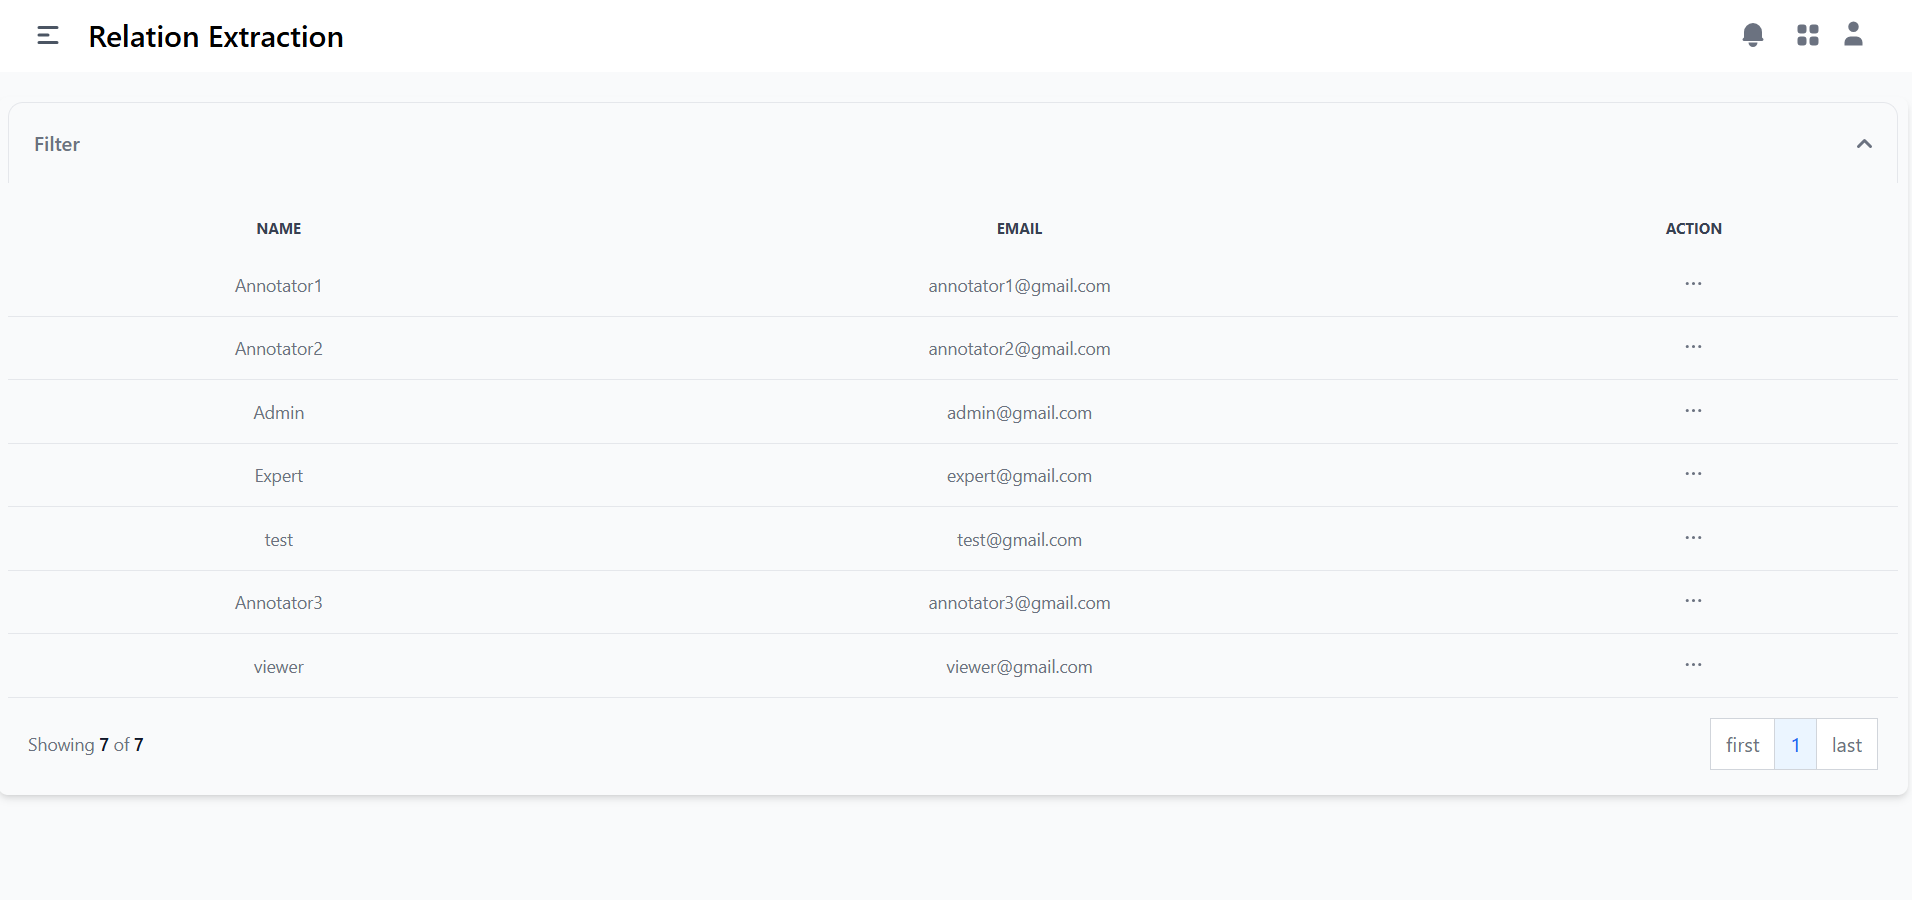 Relation Extraction
Filter
NAME EMAIL ACTION
Annotator1 annotator1@gmail.com ...
Annotator2 annotator2@gmail.com ...
Admin admin@gmail.com ...
Expert expert@gmail.com ...
test test@gmail.com ...
Annotator3 annotator3@gmail.com ...
viewer viewer@gmail.com ...
Showing 7 of 7 first 1 last